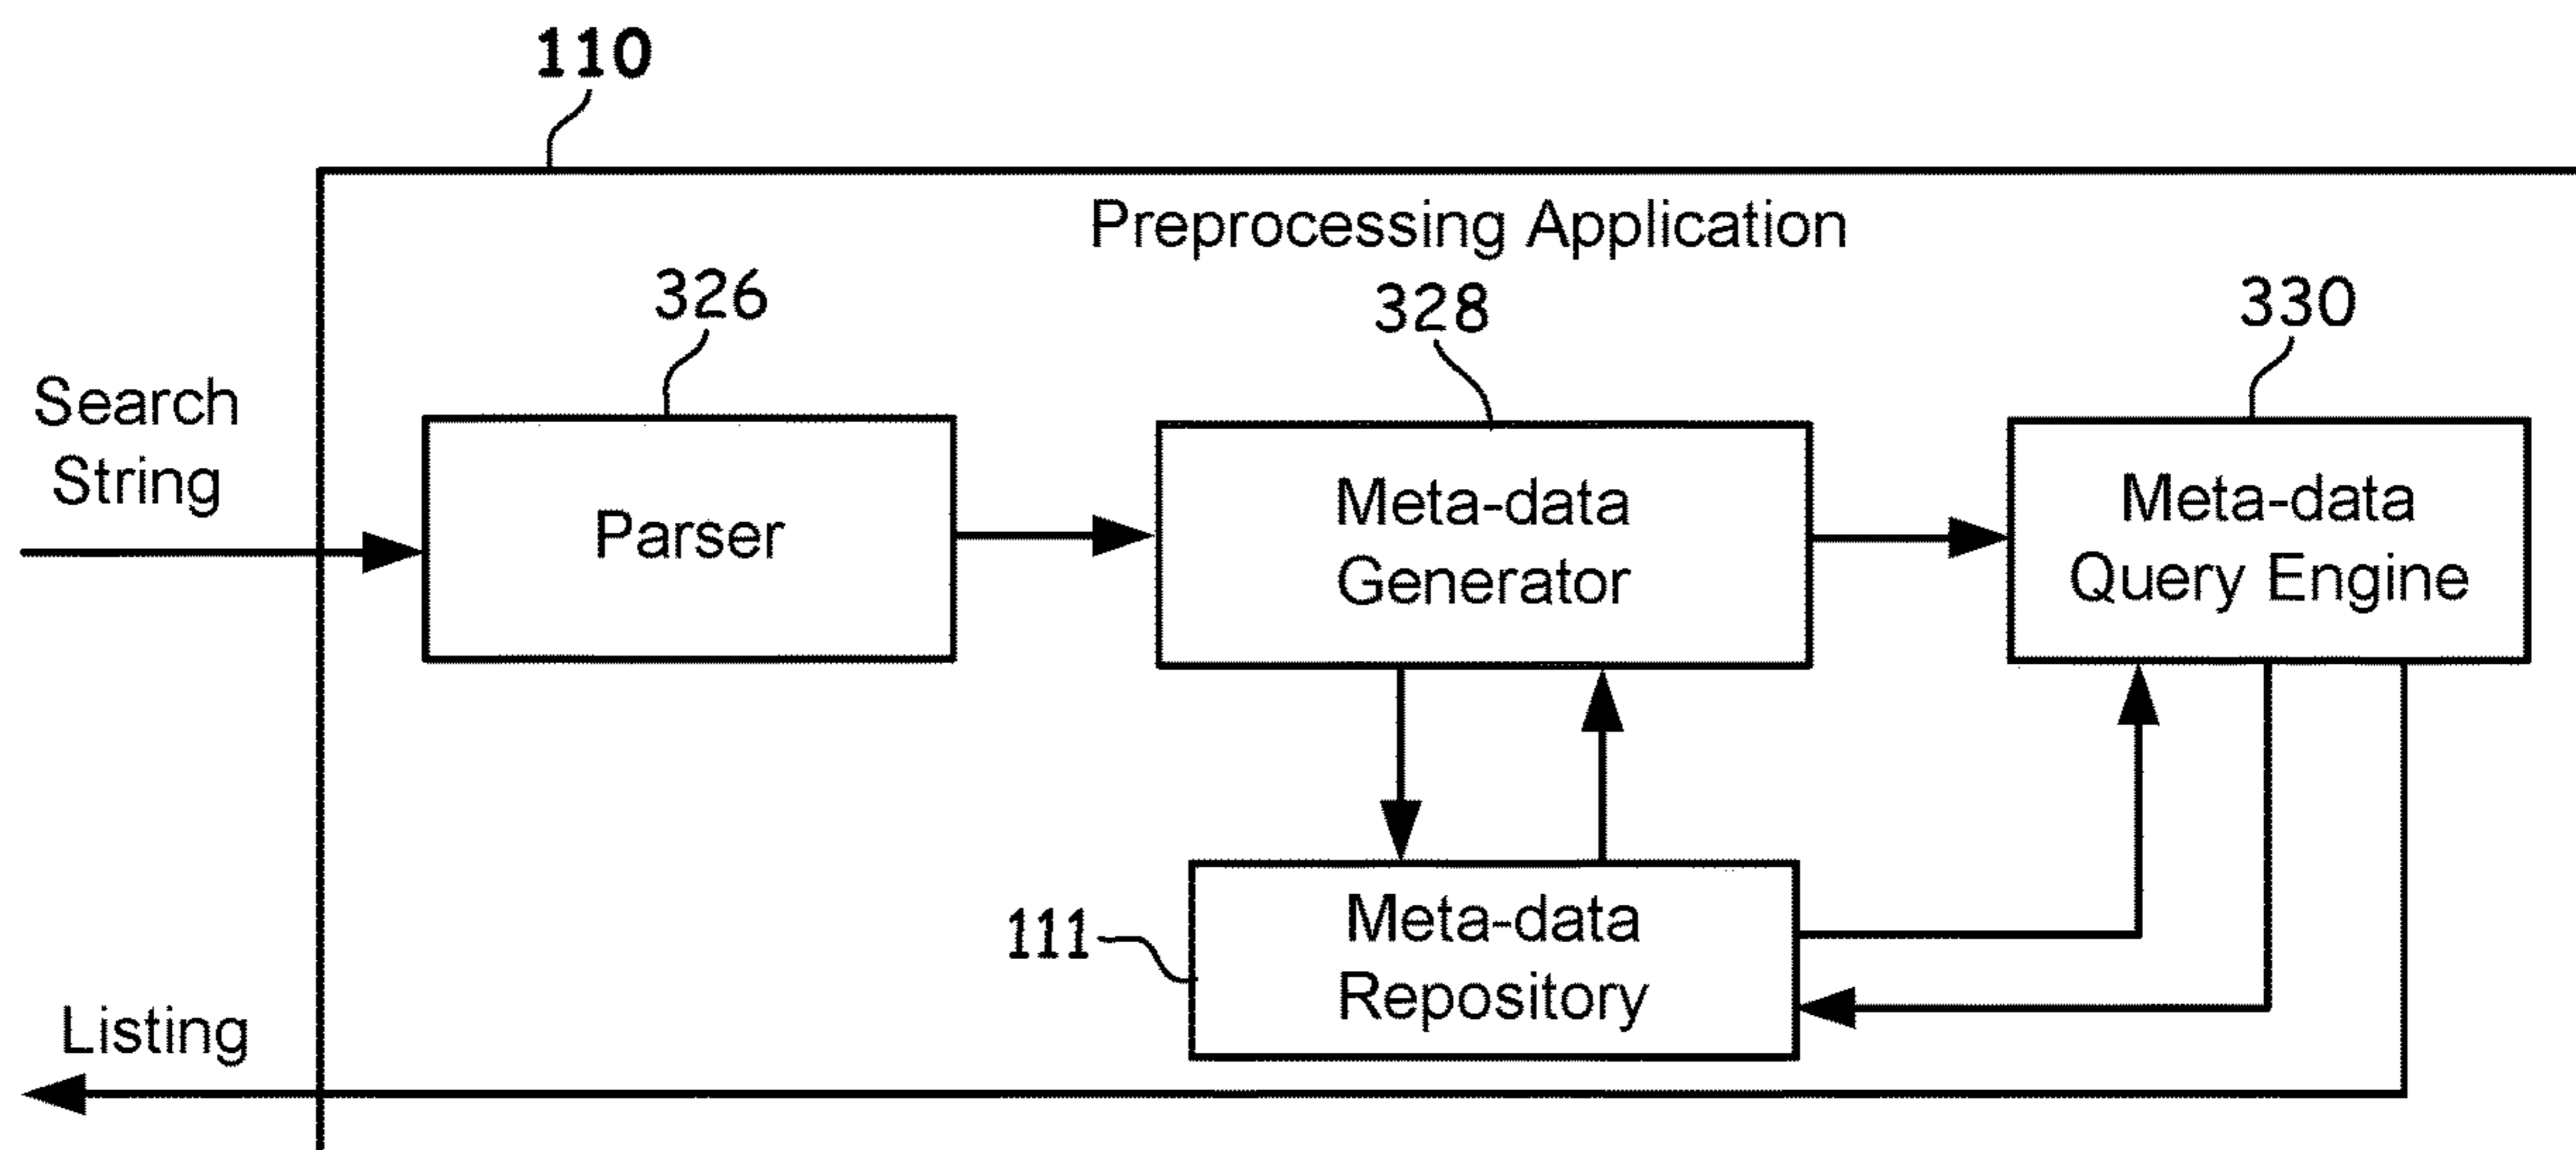 110
Preprocessing Application
326
328
330
Search
String
Parser
Meta-data
Generator
Meta-data
Query Engine
111
Meta-data
Repository
Listing